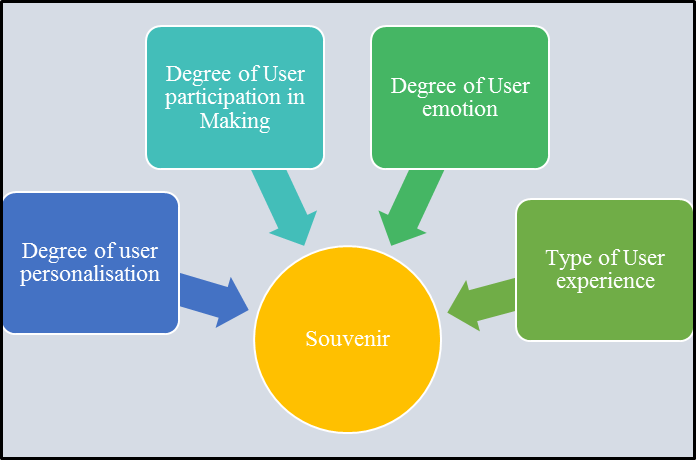 Degree of User
participation in
Making
Degree of User
emotion
Degree of user
personalisation
Type of User
experience
Souvenir